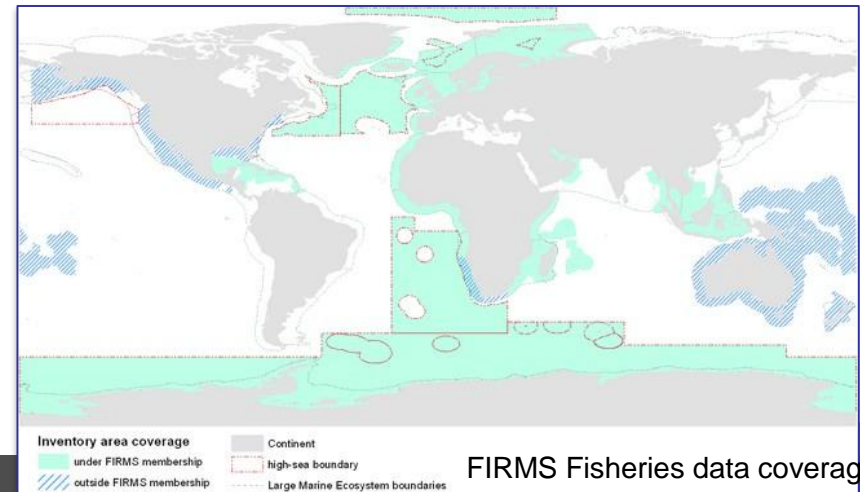 Inventory area coverage
under FIRMS membership
outside FIRMS membership
Continent
high-sea boundary
Large Marine Ecosystem boundaries
FIRMS Fisheries data coverag